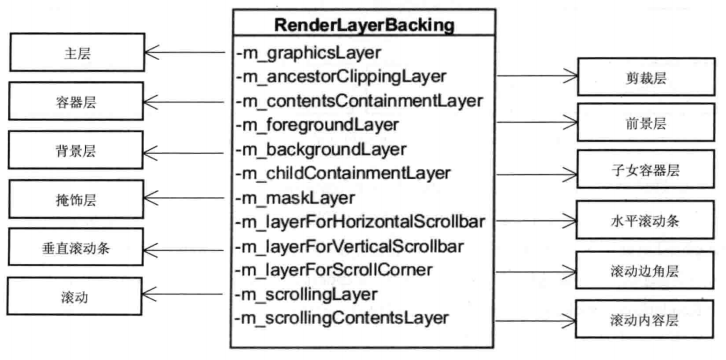 RenderLayerBacking
主层
-m_graphicsLayer
-m_ancestorClippingLayer
剪裁层
容器层
-m_contentsContainmentLayer
-m_foregroundLayer
前景层
背景层
-m_backgroundLayer
-m_childContainmentLayer
子女容器层
掩饰层
-m_maskLayer
-m_layerForHorizontalScrollbar
水平滚动条
垂直滚动条
-m_layerForVerticalScrollbar
-m_layerForScrollCorner
滚动边角层
滚动
-m_scrollingLayer
-m_scrollingContentsLayer
滚动内容层